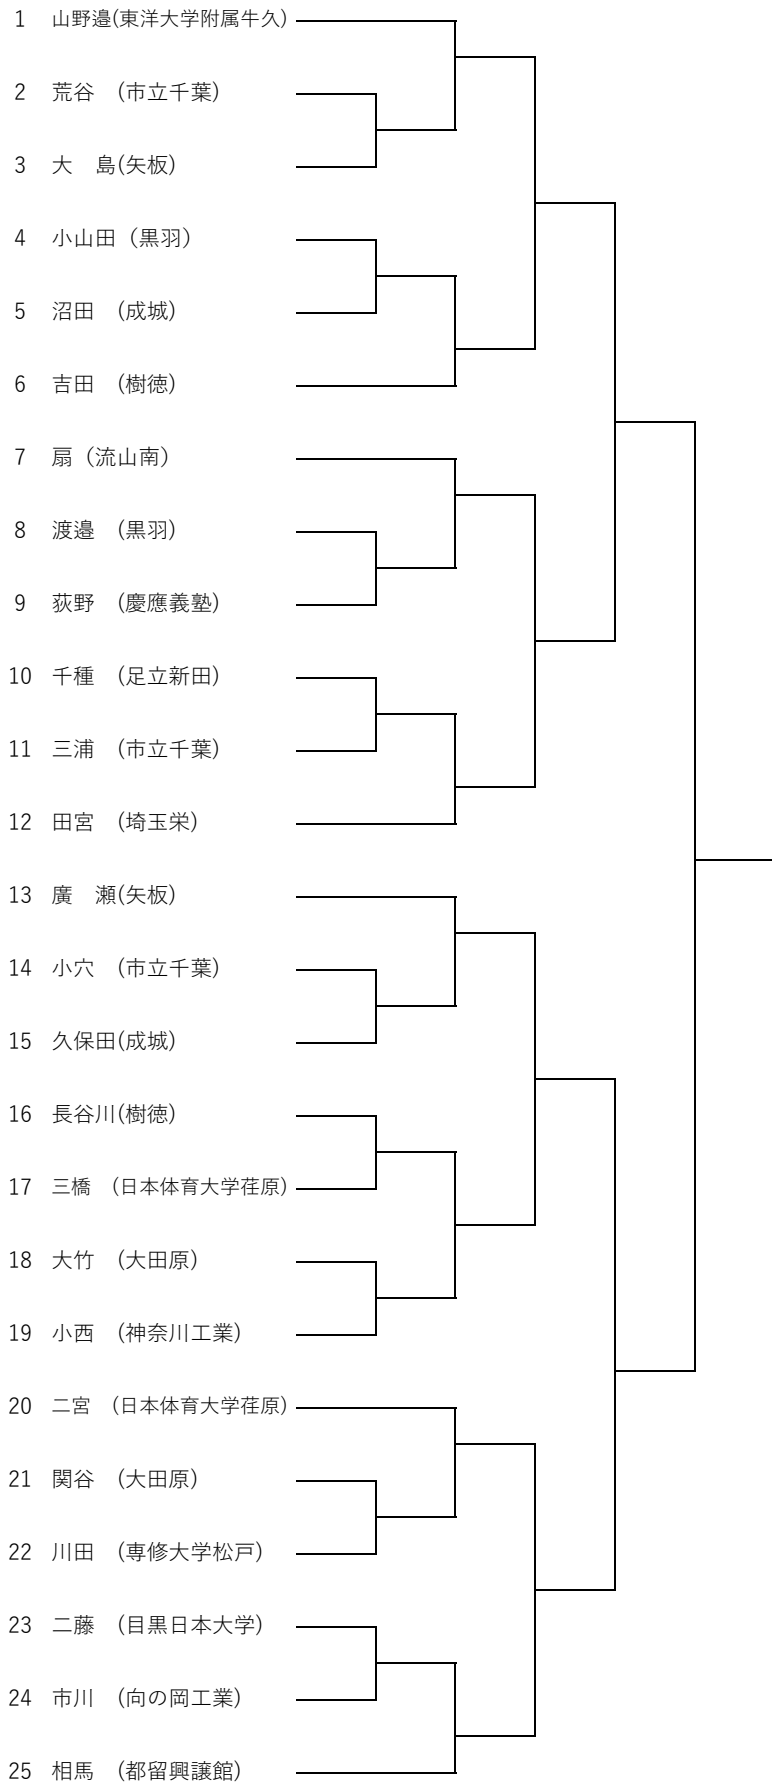 1 山野邉(東洋大学附属牛久)
2 荒谷 (市立千葉)
3 大 島(矢板)
4 小山田 (黒羽)
5 沼田 (成城)
6 吉田 (樹徳)
7 扇 (流山南)
8 渡邉 (黒羽)
9 荻野 (慶應義塾)
10 千種 (足立新田)
11 三浦 (市立千葉)
12 田宮 (埼玉栄)
13 廣 瀬(矢板)
14 小穴 (市立千葉)
15 久保田(成城)
16 長谷川(樹徳)
17 三橋 (日本体育大学荏原)
18 大竹 (大田原)
19 小西 (神奈川工業)
20 二宮 (日本体育大学荏原)
21 関谷 (大田原)
22 川田 (専修大学松戸)
23 二藤 (目黒日本大学)
24 市川 (向の岡工業)
25 相馬 (都留興譲館)